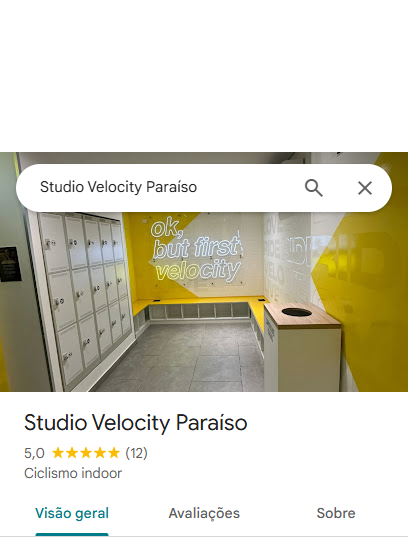 Studio Velocity Paraíso
ok,
but first
velocity
Studio Velocity Paraíso
5,0 (12)
Ciclismo indoor
Visão geral Avaliações Sobre